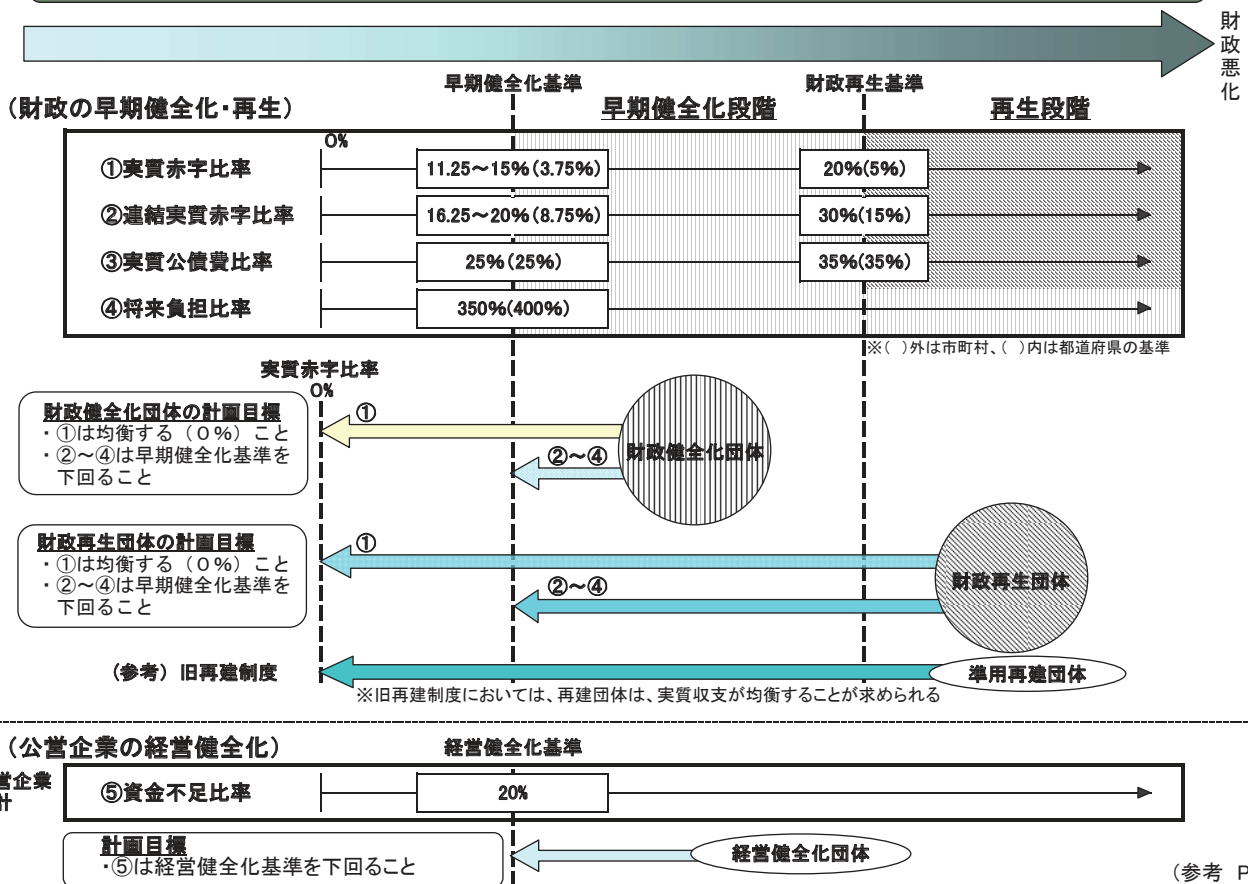 財政悪化
早期健全化基準
財政再生基準
(財政の早期健全化・再生)
早期健全化段階
再生段階
0%
①実質赤字比率
11.25～15%(3.75%)
20%(5%)
②連結実質赤字比率
16.25～20%(8.75%)
30%(15%)
③実質公債費比率
25%(25%)
35%(35%)
④将来負担比率
350%(400%)
※( )外は市町村、( )内は都道府県の基準
実質赤字比率
0%
財政健全化団体の計画目標
・①は均衡する（０％）こと
・②～④は早期健全化基準を
下回ること
①
②～④
財政健全化団体
財政再生団体の計画目標
・①は均衡する（０％）こと
・②～④は早期健全化基準を
下回ること
①
②～④
財政再生団体
(参考) 旧再建制度
準用再建団体
※旧再建制度においては、再建団体は、実質収支が均衡することが求められる
(公営企業の経営健全化)
経営健全化基準
営企業
計
⑤資金不足比率
20%
計画目標
・⑤は経営健全化基準を下回ること
経営健全化団体
(参考 P